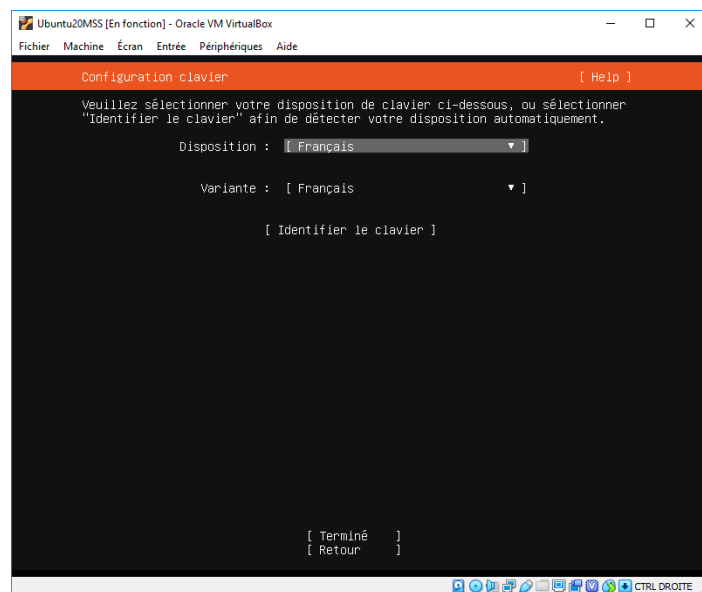 Ubuntu20MSS [En fonction] - Oracle VM VirtualBox
Fichier Machine Écran Entrée Périphériques Aide
Configuration clavier [ Help ]
Veuillez sélectionner votre disposition de clavier ci-dessous, ou sélectionner
"Identifier le clavier" afin de détecter votre disposition automatiquement.
Disposition : [ Français ▼ ]
Variante : [ Français ▼ ]
[ Identifier le clavier ]
[ Terminé ]
[ Retour ]
CTRL DROITE